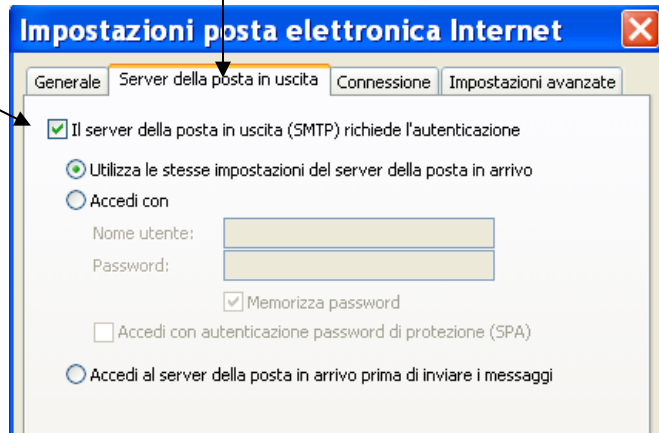 Impostazioni posta elettronica Internet
Generale Server della posta in uscita Connessione Impostazioni avanzate
Il server della posta in uscita (SMTP) richiede l'autenticazione
Utilizza le stesse impostazioni del server della posta in arrivo
Accedi con
Nome utente:
Password:
Memorizza password
Accedi con autenticazione password di protezione (SPA)
Accedi al server della posta in arrivo prima di inviare i messaggi